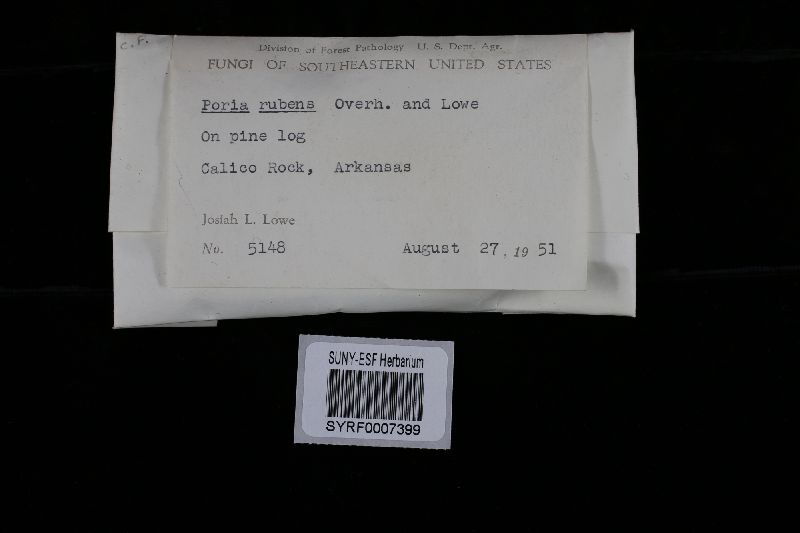 c.f.
Division of Forest Pathology U. S. Dept. Agr.
FUNGI OF SOUTHEASTERN UNITED STATES
Poria rubens Overh. and Lowe
On pine log
Calico Rock, Arkansas
Josiah L. Lowe
No. 5148 August 27, 19 51
SUNY-ESF Herbarium
SYRF0007399